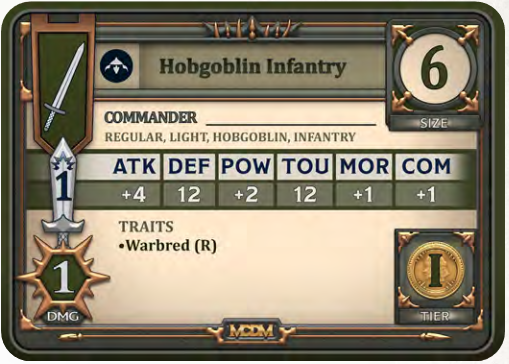 Hobgoblin Infantry
6
SIZE
COMMANDER
REGULAR, LIGHT, HOBGOBLIN, INFANTRY
ATK DEF POW TOU MOR COM
1
+4 12 +2 12 +1 +1
TRAITS
•Warbred (R)
1
DMG
I
TIER
MCDM